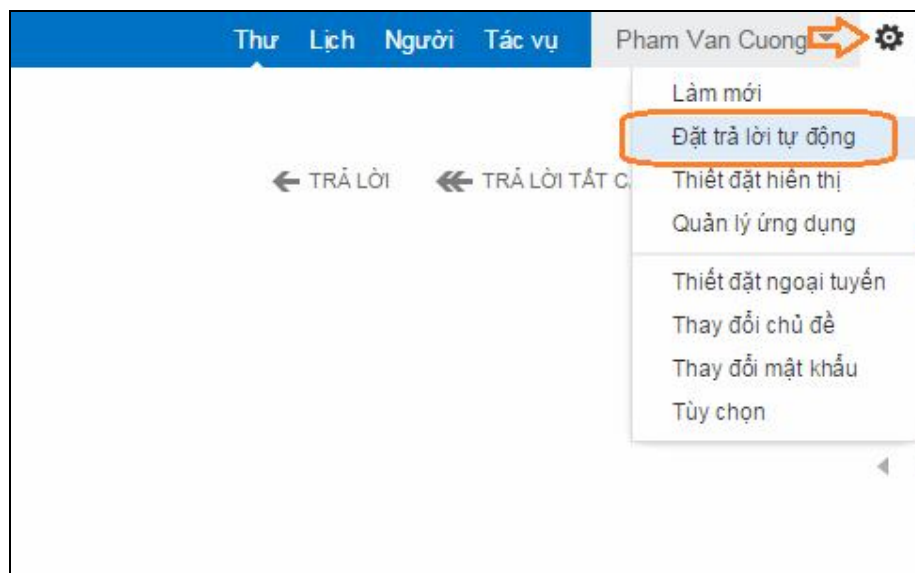 Thư Lịch Người Tác vụ Pham Van Cuong
Làm mới
Đặt trả lời tự động
TRẢ LỜI TRẢ LỜI TẤT C
Thiết đặt hiển thị
Quản lý ứng dụng
Thiết đặt ngoại tuyến
Thay đổi chủ đề
Thay đổi mật khẩu
Tùy chọn